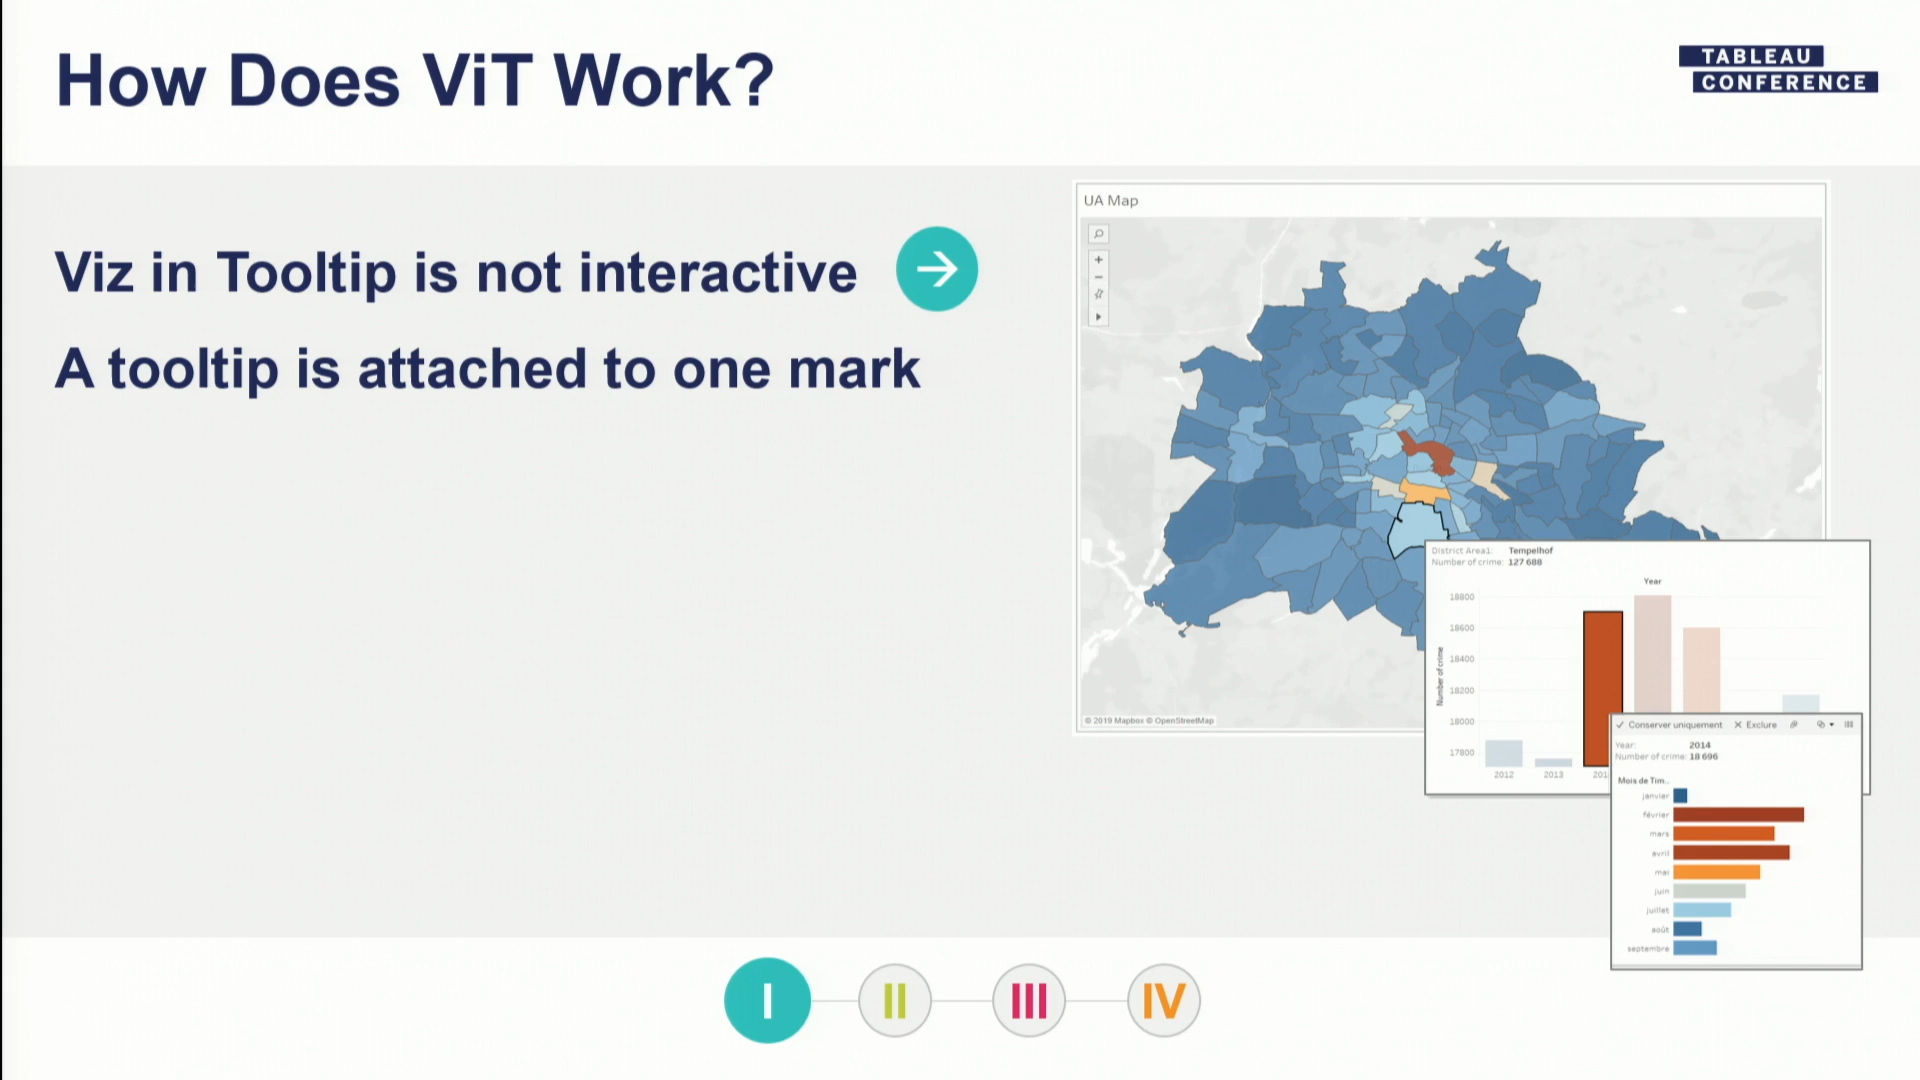 How Does ViT Work?
TABLEAU
CONFERENCE
Viz in Tooltip is not interactive
A tooltip is attached to one mark
UA Map
© 2019 Mapbox © OpenStreetMap
District Area1: Tempelhof
Number of crime: 127 688
Year
Number of crime
18800
18600
18400
18200
18000
17800
2012
2013
✓ Conserver uniquement
✕ Exclure
Year: 2014
Number of crime: 18 696
Mois de Tim..
janvier
février
mars
avril
mai
juin
juillet
août
septembre
I
II
III
IV